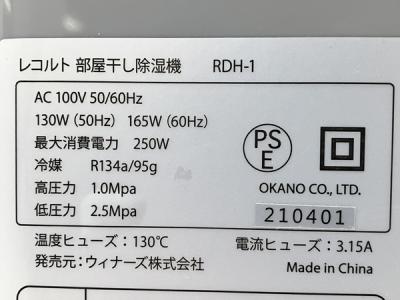 レコルト 部屋干し除湿機 RDH-1
AC 100V 50/60Hz
130W (50Hz) 165W (60Hz)
最大消費電力 250W
冷媒 R134a/95g
高圧力 1.0Mpa
低圧力 2.5Mpa
PS
E
OKANO CO., LTD.
210401
温度ヒューズ：130℃ 電流ヒューズ：3.15A
発売元：ウィナーズ株式会社 Made in China